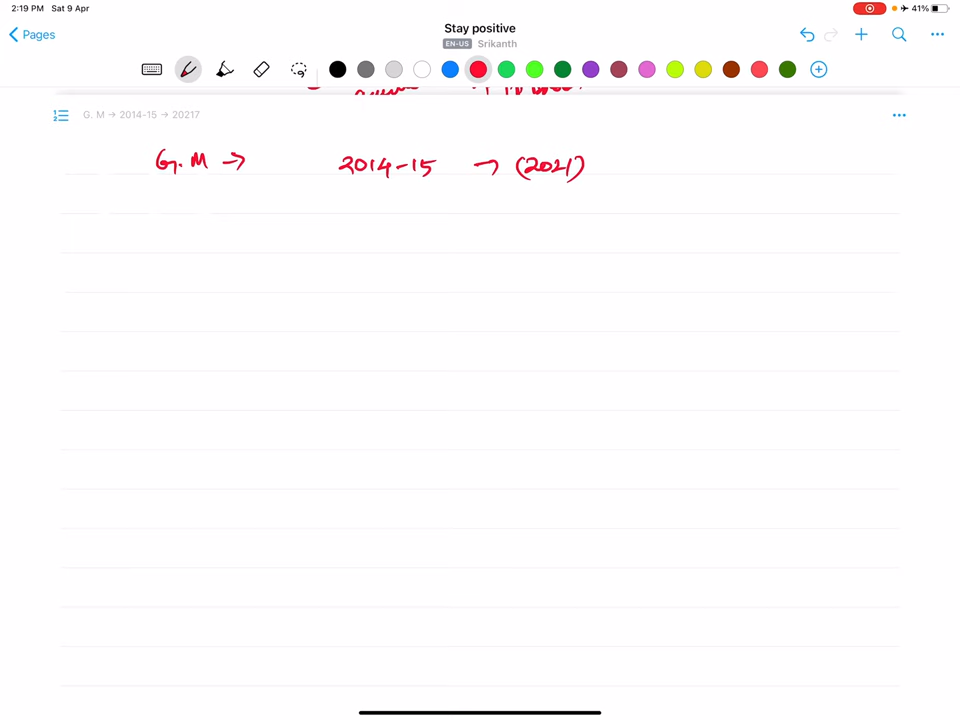 2:19 PM Sat 9 Apr 41%
Pages
Stay positive
EN-US Srikanth
G. M → 2014-15 → 20217
G. M → 2014-15 → (2021)